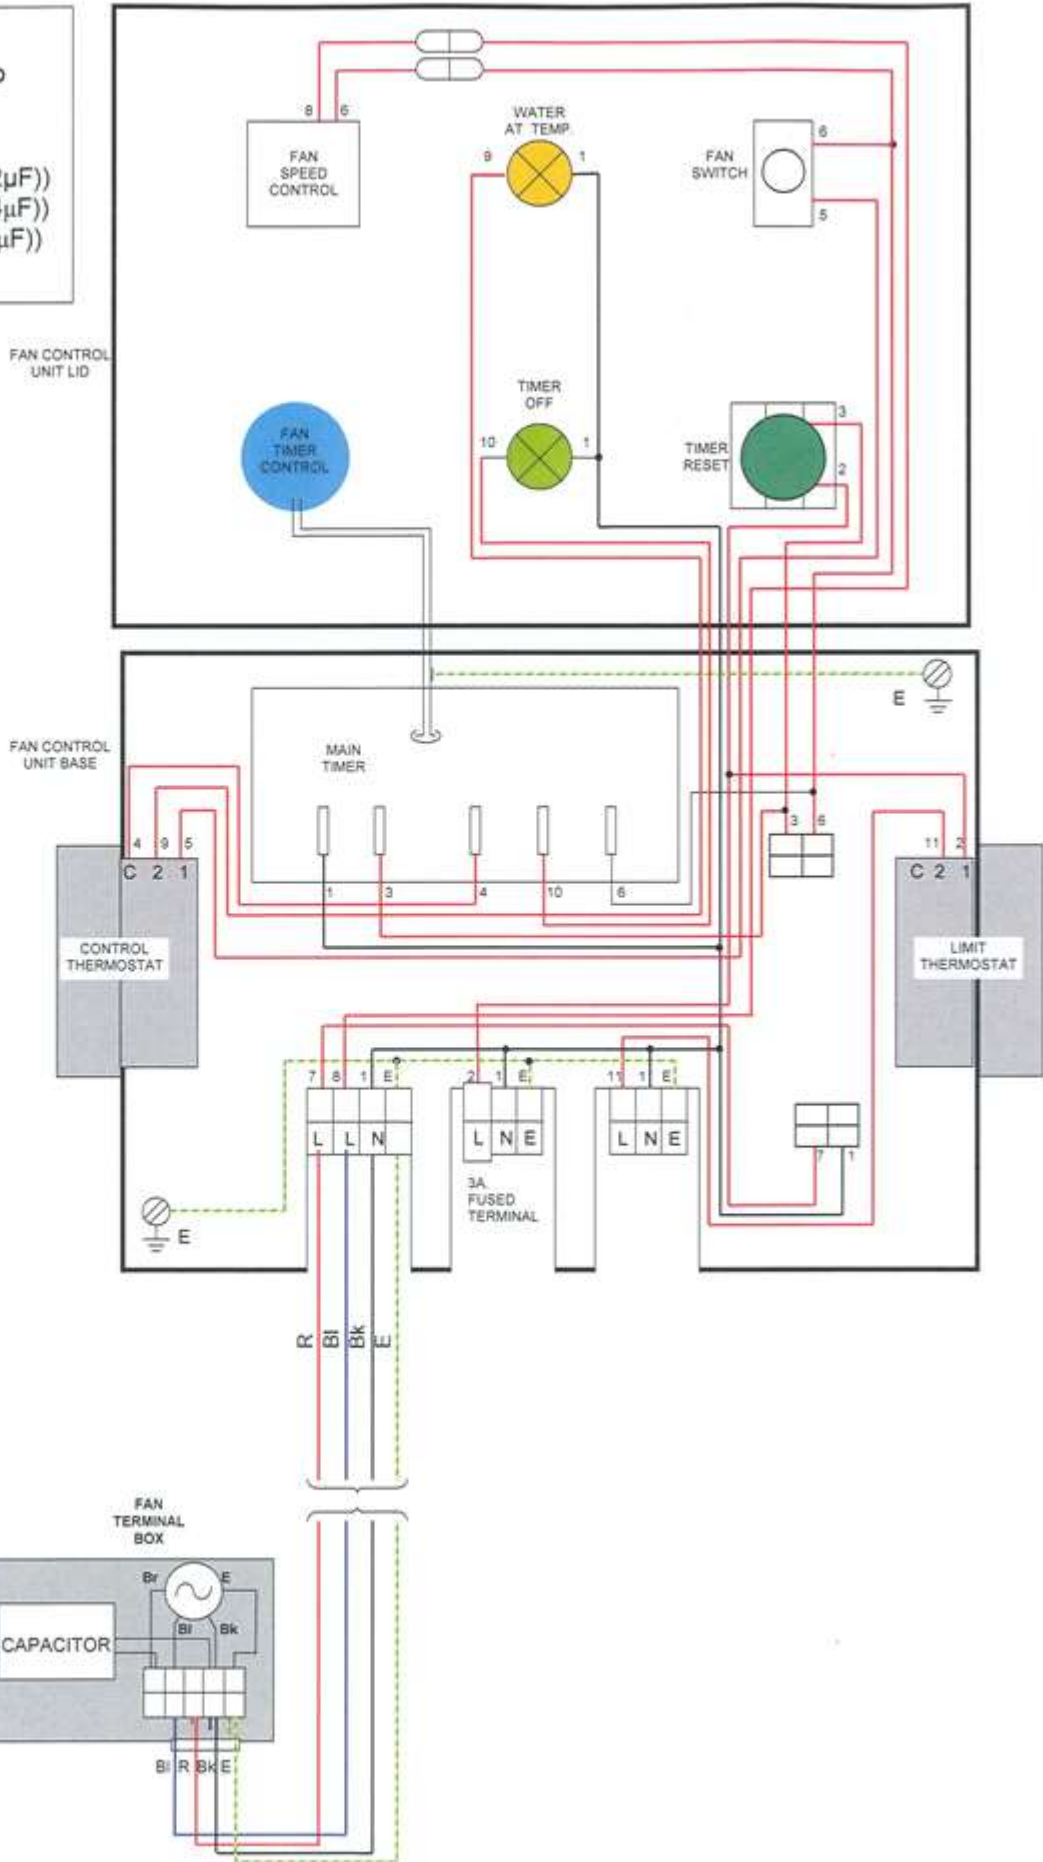 2µF))
4µF))
µF))
8
6
WATER
AT TEMP.
9
1
FAN
SPEED
CONTROL
FAN
SWITCH
6
5
FAN CONTROL
UNIT LID
FAN
TIMER
CONTROL
TIMER
OFF
10
1
TIMER
RESET
3
2
E
FAN CONTROL
UNIT BASE
MAIN
TIMER
4
9
5
C
2
1
1
3
4
10
6
3
6
11
2
C
2
1
CONTROL
THERMOSTAT
LIMIT
THERMOSTAT
7
8
1
E
2
1
E
11
1
E
L
L
N
L
N
E
L
N
E
3A
FUSED
TERMINAL
7
1
E
R
Bl
Bk
E
FAN
TERMINAL
BOX
Br
E
Bl
Bk
CAPACITOR
Bl
R
Bk
E